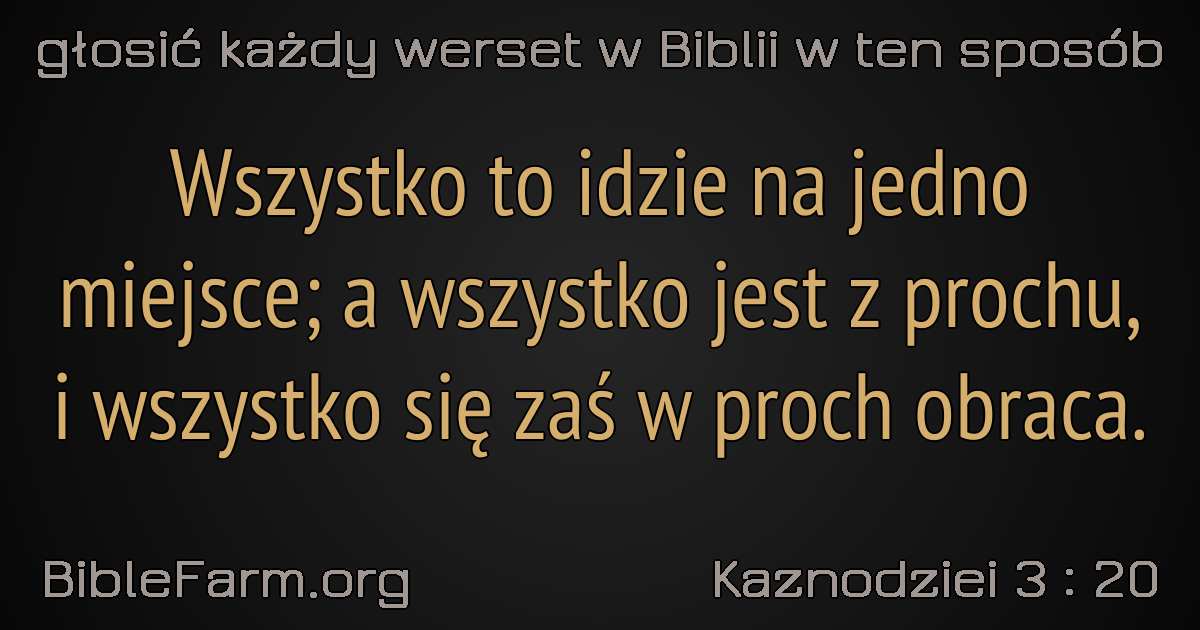 głosić każdy werset w Biblii w ten sposób
Wszystko to idzie na jedno
miejsce; a wszystko jest z prochu,
i wszystko się zaś w proch obraca.
BibleFarm.org
Kaznodziei 3 : 20